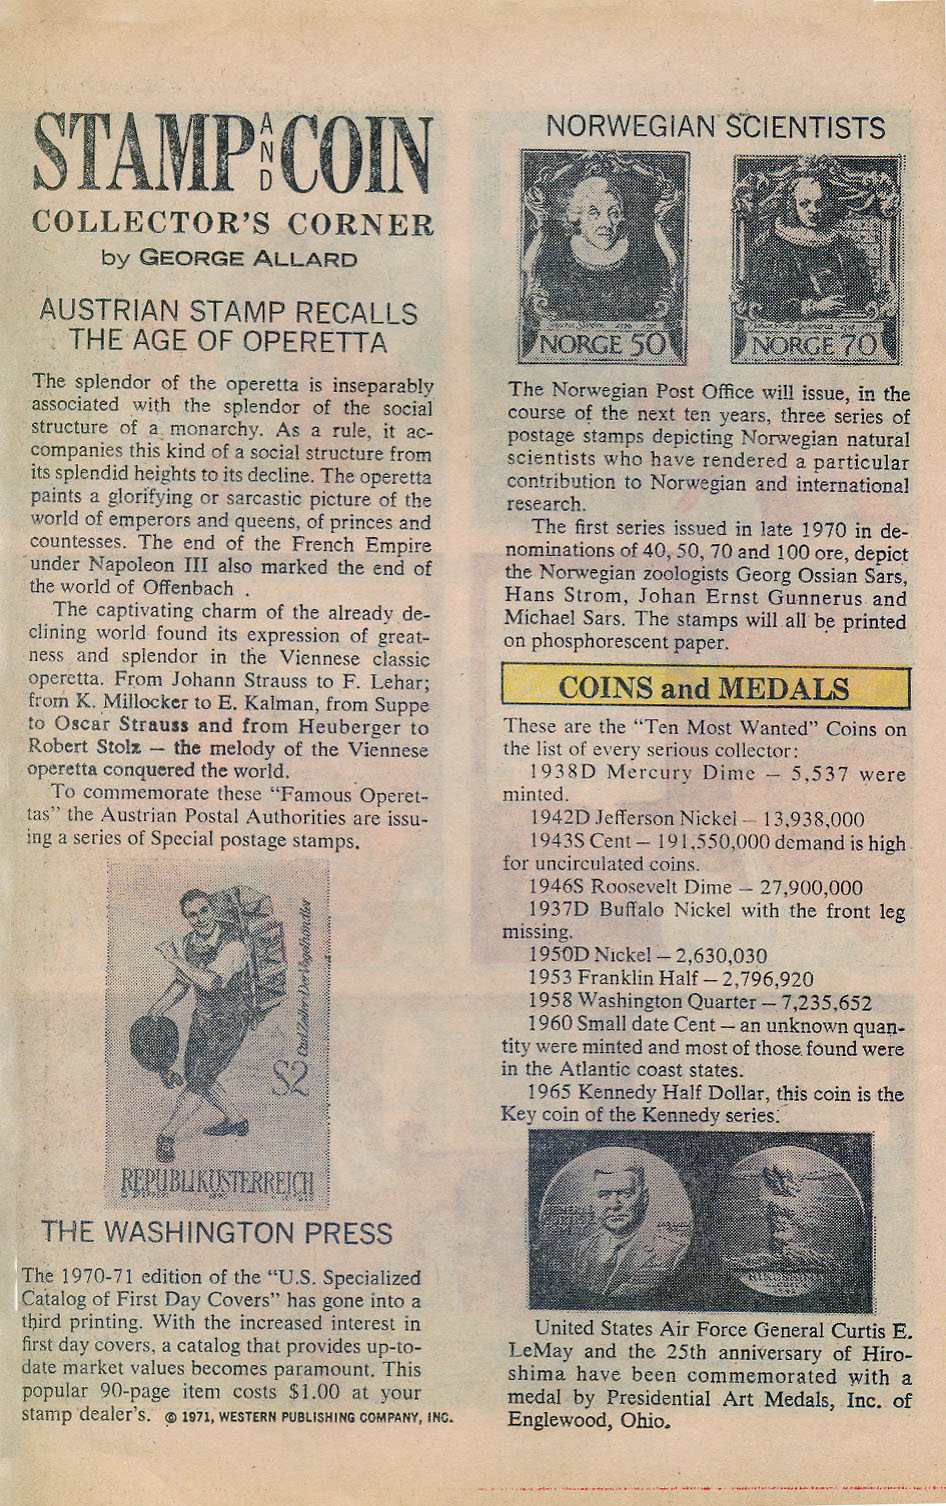 STAMP AND COIN
COLLECTOR'S CORNER
by GEORGE ALLARD
AUSTRIAN STAMP RECALLS
THE AGE OF OPERETTA
The splendor of the operetta is inseparably
associated with the splendor of the social
structure of a monarchy. As a rule, it ac-
companies this kind of a social structure from
its splendid heights to its decline. The operetta
paints a glorifying or sarcastic picture of the
world of emperors and queens, of princes and
countesses. The end of the French Empire
under Napoleon III also marked the end of
the world of Offenbach .
The captivating charm of the already de-
clining world found its expression of great-
ness and splendor in the Viennese classic
operetta. From Johann Strauss to F. Lehar;
from K. Millocker to E. Kalman, from Suppe
to Oscar Strauss and from Heuberger to
Robert Stolz — the melody of the Viennese
operetta conquered the world.
To commemorate these "Famous Operet-
tas" the Austrian Postal Authorities are issu-
ing a series of Special postage stamps.
Carl Zeller Der Vogelhändler
S2
REPUBLIK ÖSTERREICH
THE WASHINGTON PRESS
The 1970-71 edition of the "U.S. Specialized
Catalog of First Day Covers" has gone into a
third printing. With the increased interest in
first day covers, a catalog that provides up-to-
date market values becomes paramount. This
popular 90-page item costs $1.00 at your
stamp dealer's. © 1971, WESTERN PUBLISHING COMPANY, INC.
NORWEGIAN SCIENTISTS
NORGE 50
NORGE 70
The Norwegian Post Office will issue, in the
course of the next ten years, three series of
postage stamps depicting Norwegian natural
scientists who have rendered a particular
contribution to Norwegian and international
research.
The first series issued in late 1970 in de-
nominations of 40, 50, 70 and 100 ore, depict
the Norwegian zoologists Georg Ossian Sars,
Hans Strom, Johan Ernst Gunnerus and
Michael Sars. The stamps will all be printed
on phosphorescent paper.
COINS and MEDALS
These are the "Ten Most Wanted" Coins on
the list of every serious collector:
1938D Mercury Dime — 5,537 were
minted.
1942D Jefferson Nickel — 13,938,000
1943S Cent — 191,550,000 demand is high
for uncirculated coins.
1946S Roosevelt Dime — 27,900,000
1937D Buffalo Nickel with the front leg
missing.
1950D Nickel — 2,630,030
1953 Franklin Half — 2,796,920
1958 Washington Quarter — 7,235,652
1960 Small date Cent — an unknown quan-
tity were minted and most of those found were
in the Atlantic coast states.
1965 Kennedy Half Dollar, this coin is the
Key coin of the Kennedy series.
United States Air Force General Curtis E.
LeMay and the 25th anniversary of Hiro-
shima have been commemorated with a
medal by Presidential Art Medals, Inc. of
Englewood, Ohio.